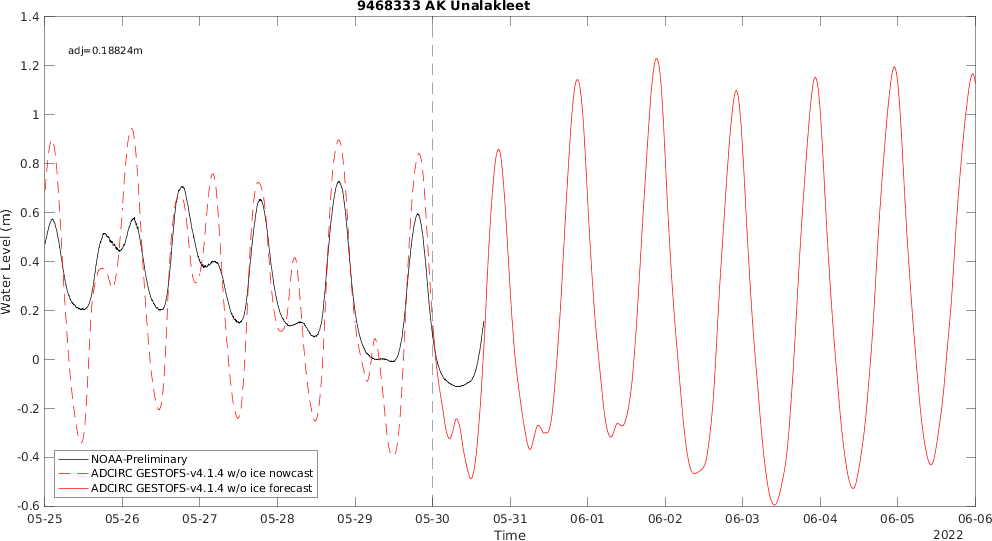 9468333 AK Unalakleet
adj=0.18824m
Water Level (m)
1.4
1.2
1
0.8
0.6
0.4
0.2
0
-0.2
-0.4
-0.6
NOAA-Preliminary
ADCIRC GESTOFS-v4.1.4 w/o ice nowcast
ADCIRC GESTOFS-v4.1.4 w/o ice forecast
05-25 05-26 05-27 05-28 05-29 05-30 05-31 06-01 06-02 06-03 06-04 06-05 06-06
Time
2022